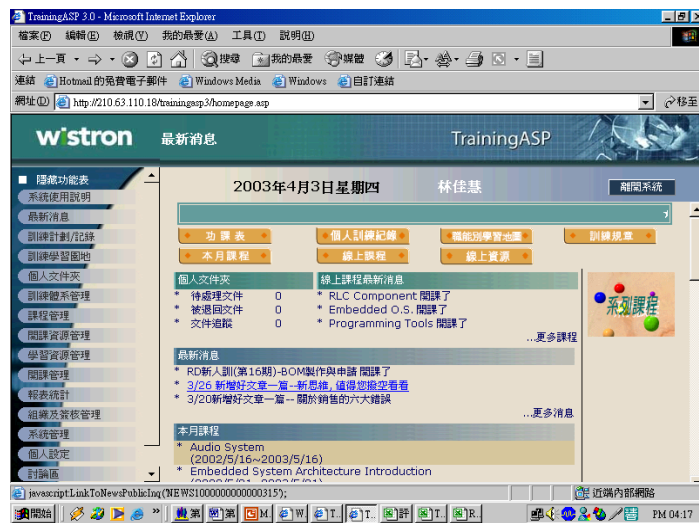 TrainingASP 3.0 - Microsoft Internet Explorer
檔案(F) 編輯(E) 檢視(V) 我的最愛(A) 工具(T) 說明(H)
上一頁 搜尋 我的最愛 媒體
連結 Hotmail 的免費電子郵件 Windows Media Windows 自訂連結
網址(D) http://210.63.110.18/trainingasp3/homepage.asp 移至
wistron 最新消息 TrainingASP
隱藏功能表
系統使用說明
最新消息
訓練計劃/記錄
訓練學習園地
個人文件夾
訓練體系管理
課程管理
開課資源管理
學習資源管理
開課管理
報表統計
組織及簽核管理
系統管理
個人設定
討論區
2003年4月3日星期四 林佳慧 離開系統
功 課 表 個人訓練記錄 職能別學習地圖 訓練規章
本月課程 線上課程 線上資源
個人文件夾
* 待處理文件 0
* 被退回文件 0
* 文件追蹤 0
線上課程最新消息
* RLC Component 開課了
* Embedded O.S. 開課了
* Programming Tools 開課了
...更多課程
系列課程
最新消息
* RD新人訓(第16期)-BOM製作與申請 開課了
* 3/26 新增好文章一篇--新思維, 值得您撥空看看
* 3/20新增好文章一篇-- 關於銷售的六大錯誤
...更多消息
本月課程
* Audio System
(2002/5/16~2003/5/16)
* Embedded System Architecture Introduction
javascript:LinkToNewsPublicInq('NEWS1000000000000315'); 近端內部網路
開始 第 第 M W T.. T.. 評 T.. R.. PM 04:17